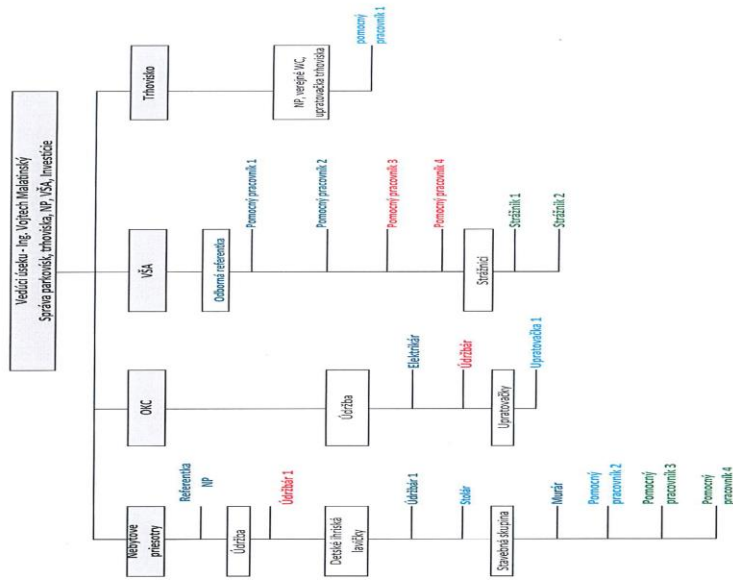 Vedúci úseku - Ing. Vojtech Malatinský
Správa parkovísk, trhoviska, NP, VŠA, Investície
Nebytove
priesotry
Referentka
NP
Údržba
Údržbár 1
Detske ihriská
lavičky
Údržbár 1
Stolár
Stavebná skupina
Murár
Pomocný
pracovník 2
Pomocný
pracovník 3
Pomocný
pracovník 4
OKC
Údržba
Elektrikár
Údržbár
Upratovačky
Upratovačka 1
VŠA
Odborná referentka
Pomocný pracovník 1
Pomocný pracovník 2
Pomocný pracovník 3
Pomocný pracovník 4
Strážnici
Strážnik 1
Strážnik 2
Trhovisko
NP, verejné WC,
upratovačka trhoviska
pomocný
pracovník 1